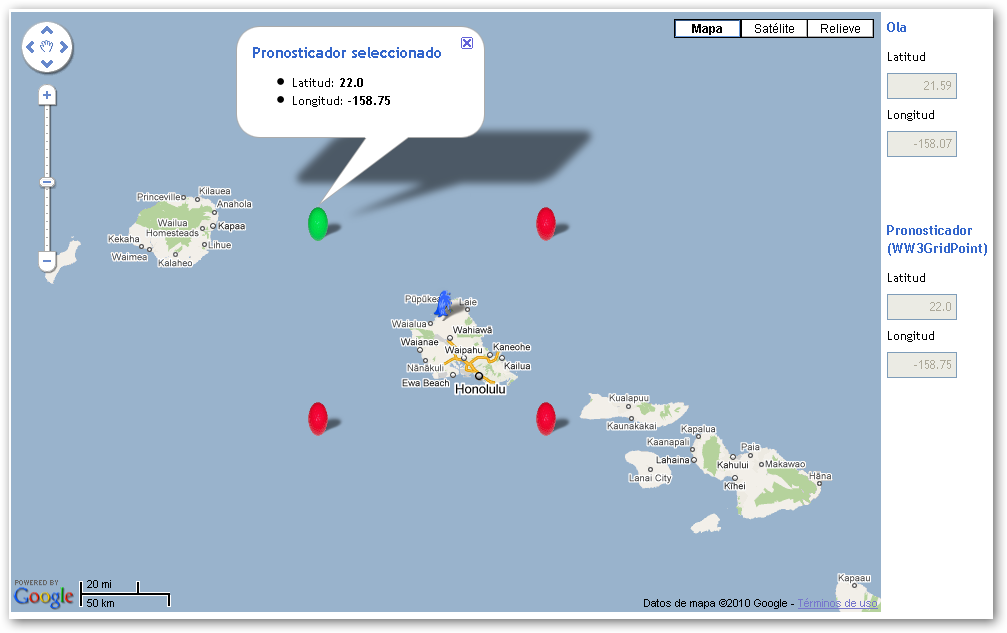 Pronosticador seleccionado
Latitud: 22.0
Longitud: -158.75
Mapa
Satélite
Relieve
Ola
Latitud
21.59
Longitud
-158.07
Pronosticador
(WW3GridPoint)
Latitud
22.0
Longitud
-158.75
Princeville
Kilauea
Anahola
Wailua
Homesteads
Kapaa
Kekaha
Lihue
Waimea
Kalaheo
Laie
Waialua
Wahiawā
Waianae
Waipahu
Kaneohe
Nānākuli
Kailua
Ewa Beach
Honolulu
Kualapuu
Kaunakakai
Kapalua
Kaanapali
Paia
Lahaina
Kahului
Makawao
Lanai City
Kīhei
Hāna
Kapaau
POWERED BY
Google
20 mi
50 km
Datos de mapa ©2010 Google - Términos de uso